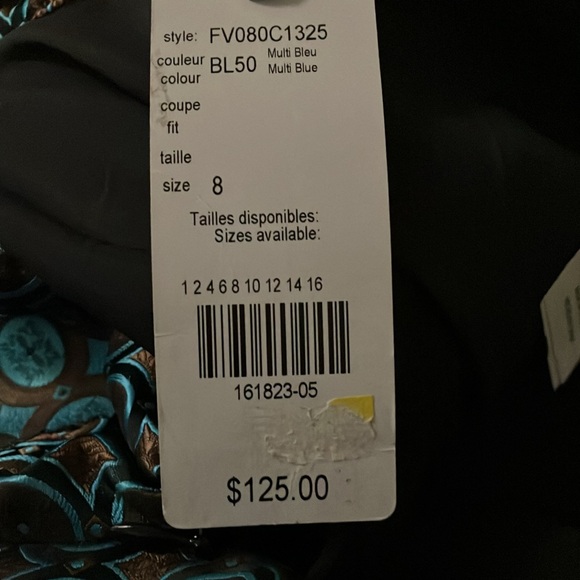 style: FV080C1325
couleur BL50 Multi Bleu
colour Multi Blue
coupe
fit
taille
size 8
Tailles disponibles:
Sizes available:
1 2 4 6 8 10 12 14 16
161823-05
$125.00